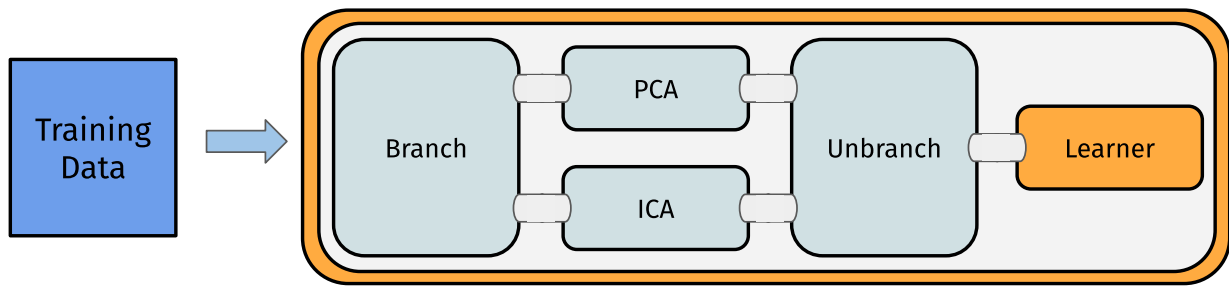 Training
Data
Branch
PCA
ICA
Unbranch
Learner